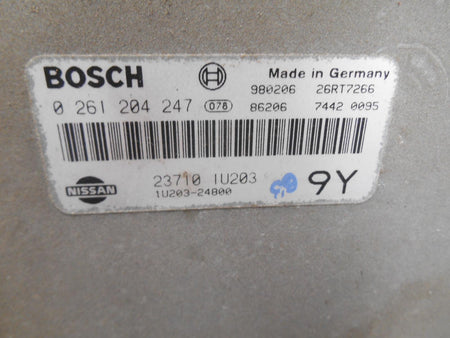 BOSCH Made in Germany
980206 26RT7266
0 261 204 247 078 86206 7442 0095
NISSAN 23710 1U203 9Y
1U203-24800